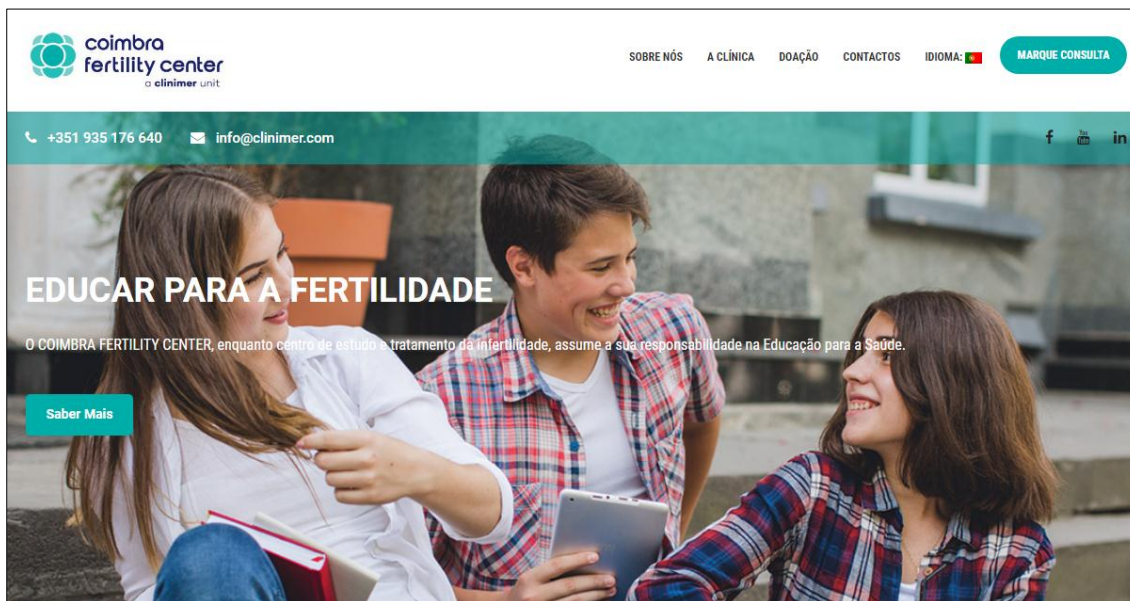 coimbra
fertility center
a clinimer unit
SOBRE NÓS A CLÍNICA DOAÇÃO CONTACTOS IDIOMA: MARQUE CONSULTA
+351 935 176 640 info@clinimer.com
f You Tube in
EDUCAR PARA A FERTILIDADE
O COIMBRA FERTILITY CENTER, enquanto centro de estudo e tratamento da infertilidade, assume a sua responsabilidade na Educação para a Saúde.
Saber Mais